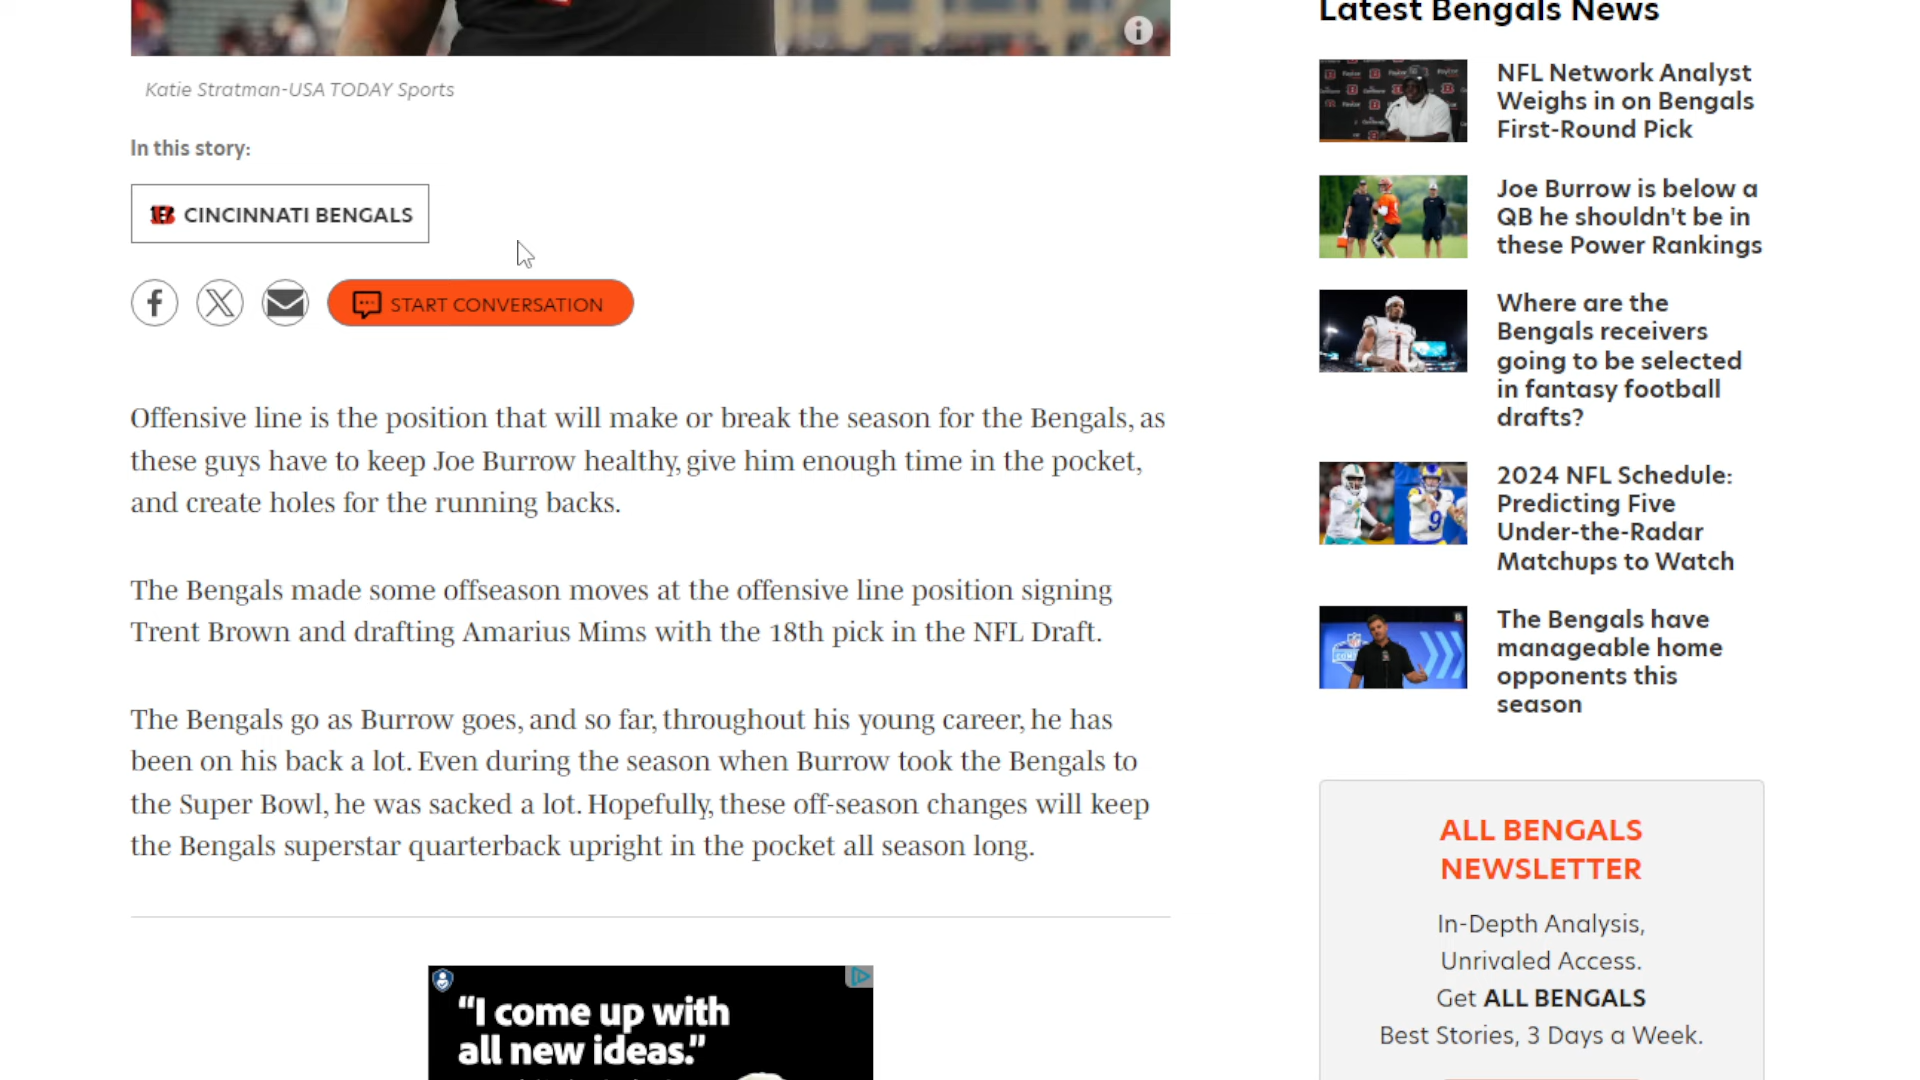 Katie Stratman-USA TODAY Sports
In this story:
CINCINNATI BENGALS
START CONVERSATION
Offensive line is the position that will make or break the season for the Bengals, as
these guys have to keep Joe Burrow healthy, give him enough time in the pocket,
and create holes for the running backs.
The Bengals made some offseason moves at the offensive line position signing
Trent Brown and drafting Amarius Mims with the 18th pick in the NFL Draft.
The Bengals go as Burrow goes, and so far, throughout his young career, he has
been on his back a lot. Even during the season when Burrow took the Bengals to
the Super Bowl, he was sacked a lot. Hopefully, these off-season changes will keep
the Bengals superstar quarterback upright in the pocket all season long.
“I come up with
all new ideas.”
Latest Bengals News
NFL Network Analyst
Weighs in on Bengals
First-Round Pick
Joe Burrow is below a
QB he shouldn't be in
these Power Rankings
Where are the
Bengals receivers
going to be selected
in fantasy football
drafts?
2024 NFL Schedule:
Predicting Five
Under-the-Radar
Matchups to Watch
The Bengals have
manageable home
opponents this
season
ALL BENGALS
NEWSLETTER
In-Depth Analysis,
Unrivaled Access.
Get ALL BENGALS
Best Stories, 3 Days a Week.